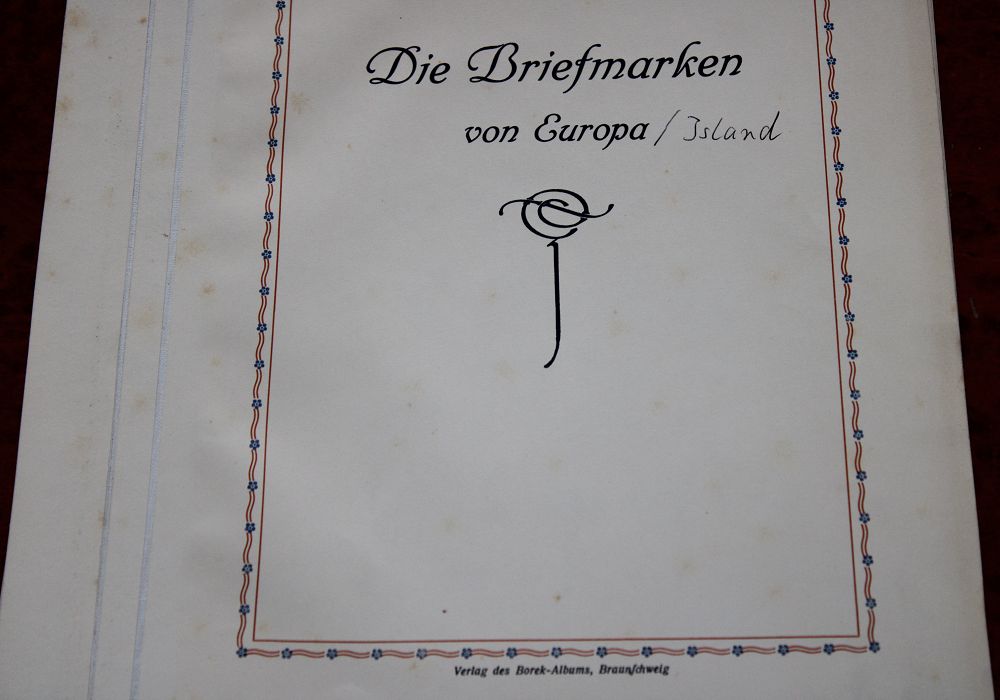 Die Briefmarken
von Europa / Island
Verlag des Borek-Albums, Braunſchweig